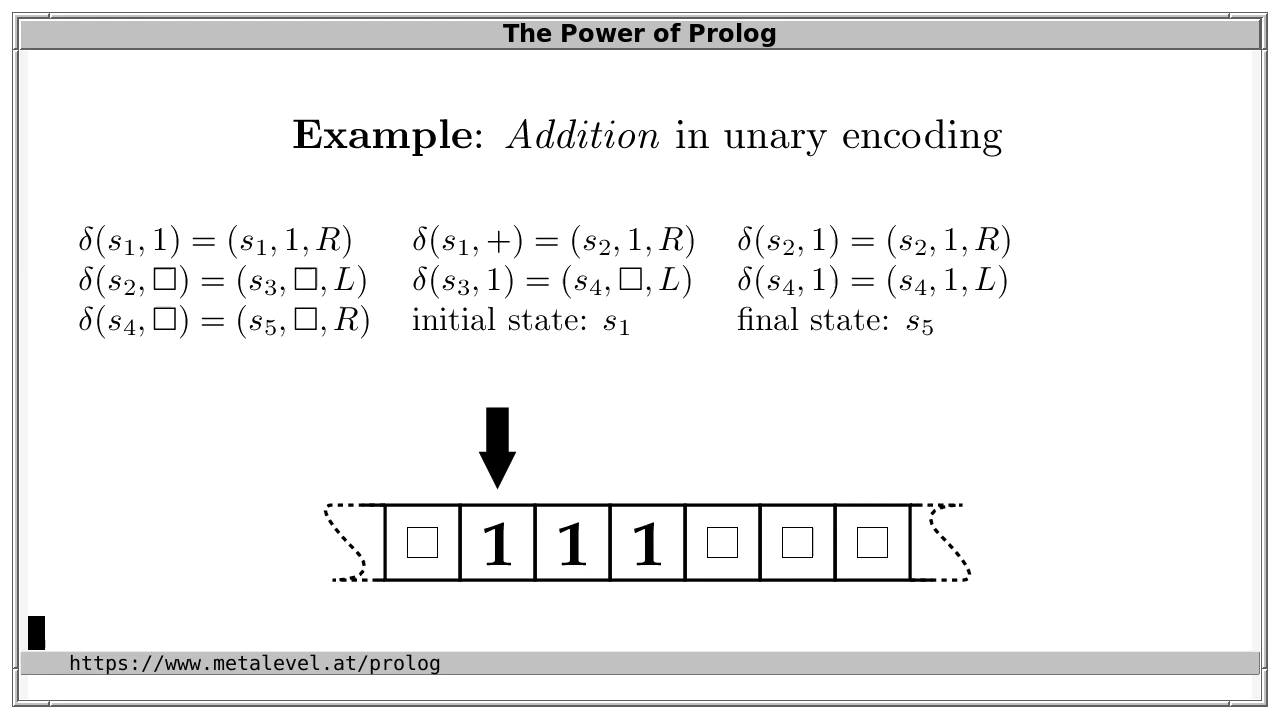 The Power of Prolog
Example: Addition in unary encoding
δ(s₁, 1) = (s₁, 1, R) δ(s₁, +) = (s₂, 1, R) δ(s₂, 1) = (s₂, 1, R)
δ(s₂, □) = (s₃, □, L) δ(s₃, 1) = (s₄, □, L) δ(s₄, 1) = (s₄, 1, L)
δ(s₄, □) = (s₅, □, R) initial state: s₁ final state: s₅
□ 1 1 1 □ □ □
https://www.metalevel.at/prolog